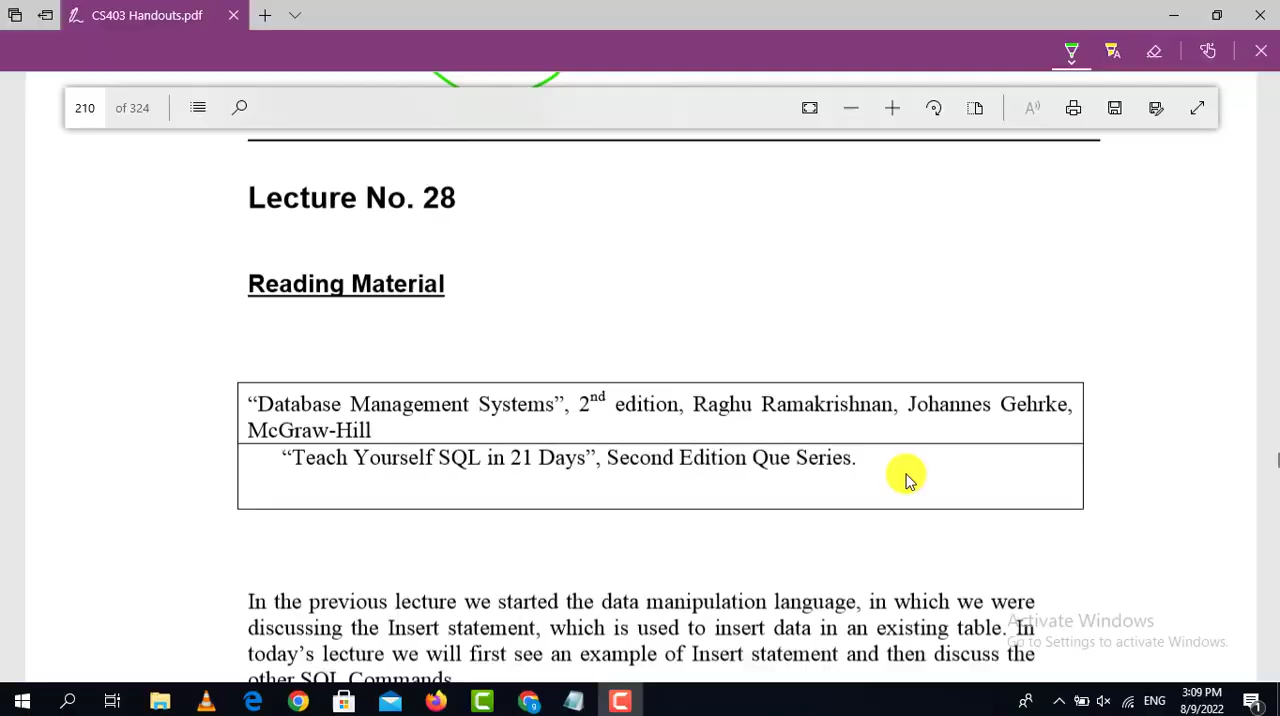 CS403 Handouts.pdf
210 of 324
Lecture No. 28
Reading Material
“Database Management Systems”, 2nd edition, Raghu Ramakrishnan, Johannes Gehrke,
McGraw-Hill
“Teach Yourself SQL in 21 Days”, Second Edition Que Series.
In the previous lecture we started the data manipulation language, in which we were
discussing the Insert statement, which is used to insert data in an existing table. In
today’s lecture we will first see an example of Insert statement and then discuss the
other SQL Commands
Activate Windows
Go to Settings to activate Windows.
ENG
3:09 PM
8/9/2022